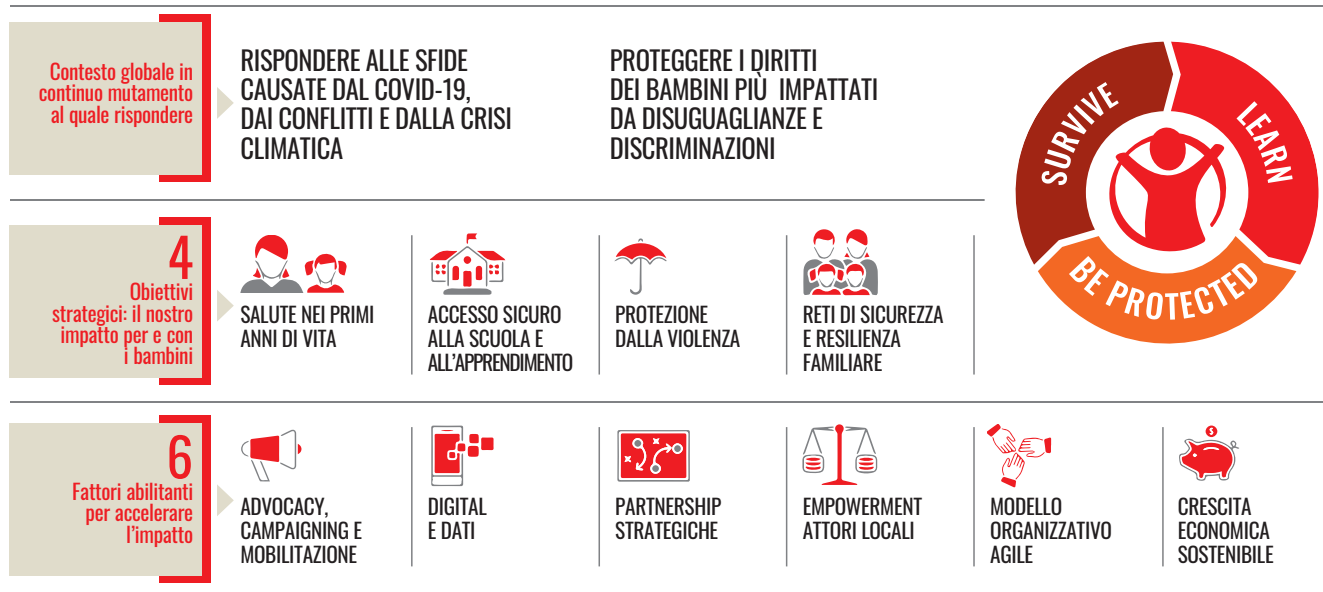 Contesto globale in
continuo mutamento
al quale rispondere
RISPONDERE ALLE SFIDE
CAUSATE DAL COVID-19,
DAI CONFLITTI E DALLA CRISI
CLIMATICA
PROTEGGERE I DIRITTI
DEI BAMBINI PIÙ IMPATTATI
DA DISUGUAGLIANZE E
DISCRIMINAZIONI
SURVIVE
LEARN
BE PROTECTED
4
Obiettivi
strategici: il nostro
impatto per e con
i bambini
SALUTE NEI PRIMI
ANNI DI VITA
ACCESSO SICURO
ALLA SCUOLA E
ALL'APPRENDIMENTO
PROTEZIONE
DALLA VIOLENZA
RETI DI SICUREZZA
E RESILIENZA
FAMILIARE
6
Fattori abilitanti
per accelerare
l'impatto
ADVOCACY,
CAMPAIGNING E
MOBILITAZIONE
DIGITAL
E DATI
PARTNERSHIP
STRATEGICHE
EMPOWERMENT
ATTORI LOCALI
MODELLO
ORGANIZZATIVO
AGILE
$
CRESCITA
ECONOMICA
SOSTENIBILE